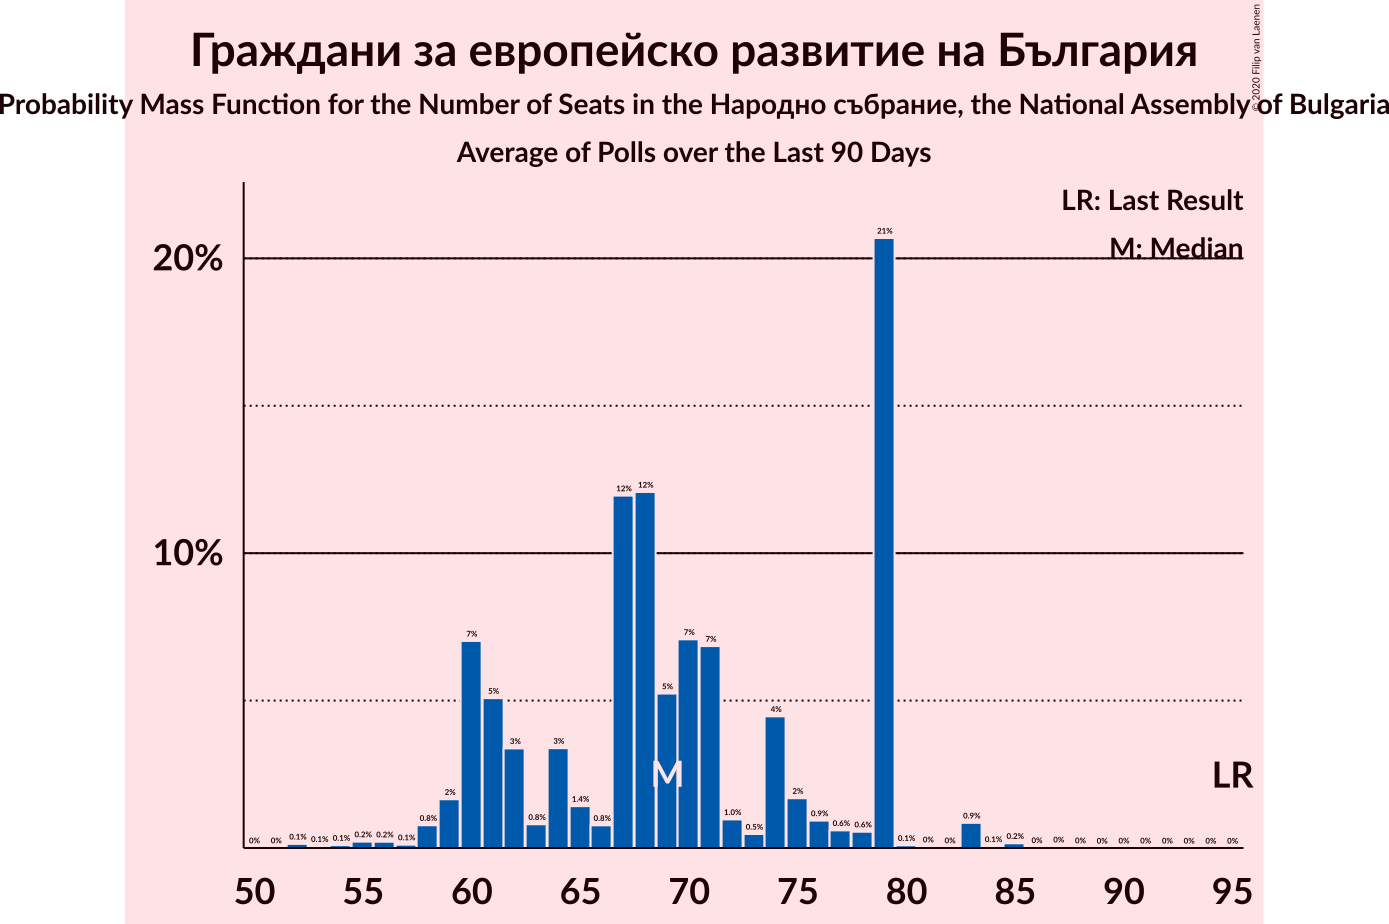 Граждани за европейско развитие на България
Probability Mass Function for the Number of Seats in the Народно събрание, the National Assembly of Bulgaria
Average of Polls over the Last 90 Days
© 2020 Filip van Laenen
LR: Last Result
M: Median
20%
10%
0% 0% 0.1% 0.1% 0.1% 0.2% 0.2% 0.1% 0.8% 2% 7% 5% 3% 0.8% 3% 1.4% 0.8% 12% 12% 5% 7% 7% 1.0% 0.5% 4% 2% 0.9% 0.6% 0.6% 21% 0.1% 0% 0% 0.9% 0.1% 0.2% 0% 0% 0% 0% 0% 0% 0% 0% 0% 0%
M
LR
50 55 60 65 70 75 80 85 90 95